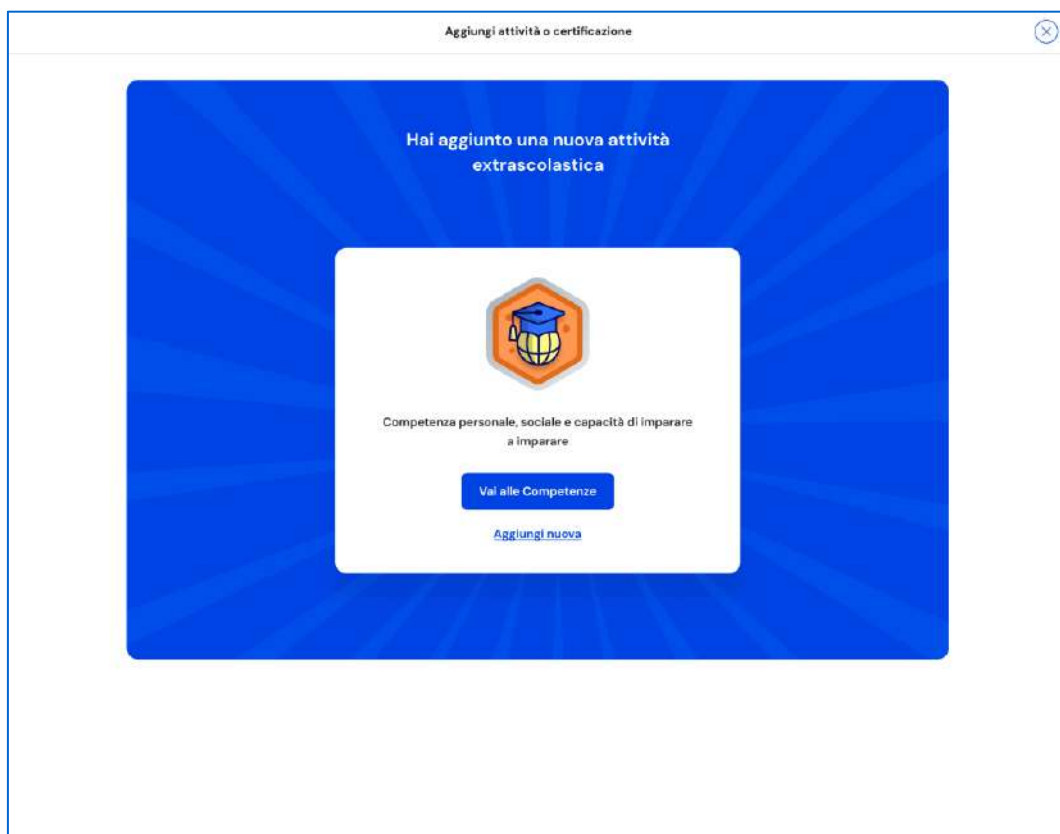 Aggiungi attività o certificazione
Hai aggiunto una nuova attività
extrascolastica
Competenza personale, sociale e capacità di imparare
a imparare
Vai alle Competenze
Aggiungi nuova